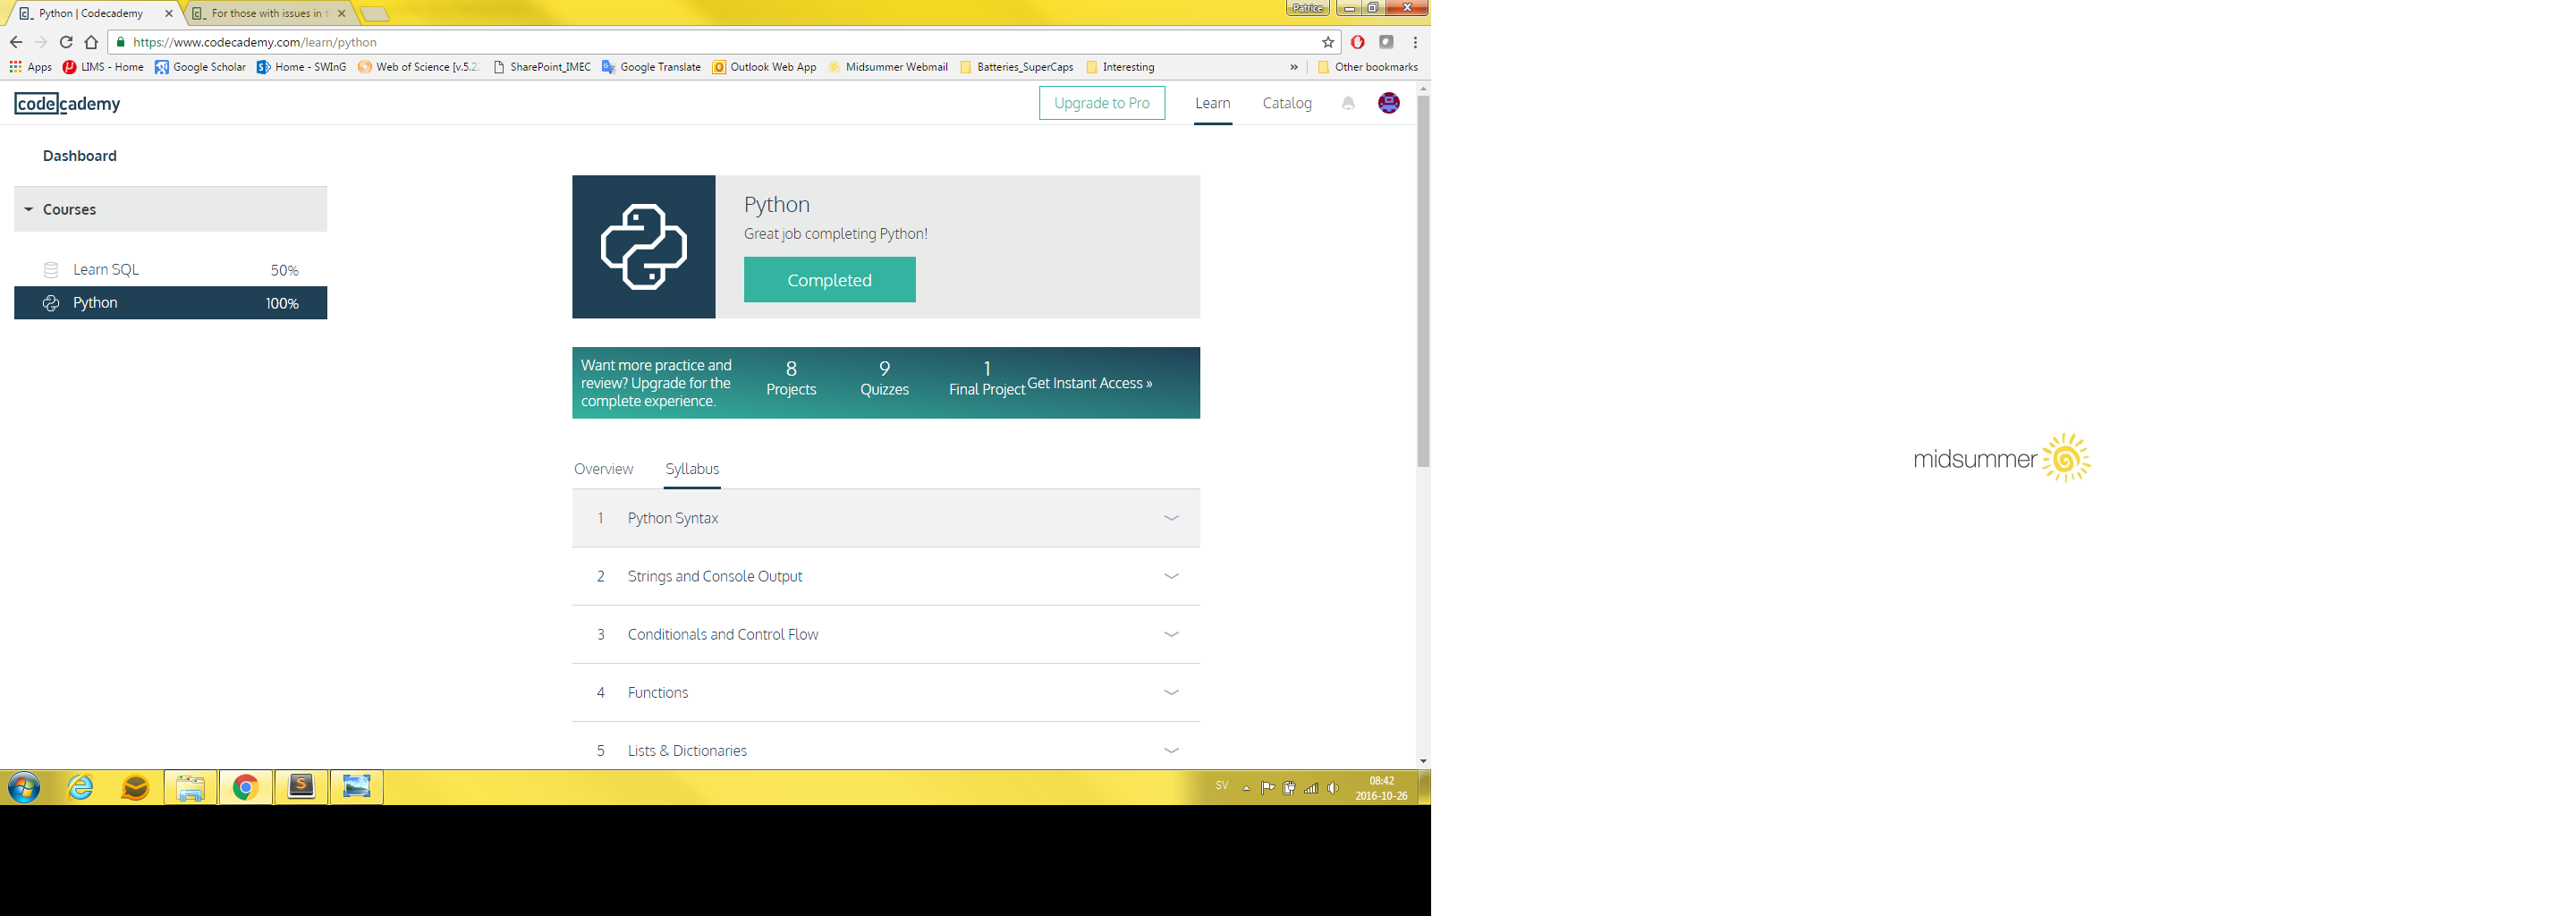 Python | Codecademy
For those with issues in t
Patrice
https://www.codecademy.com/learn/python
Apps
LIMS - Home
Google Scholar
Home - SWInG
Web of Science [v.5.2
SharePoint_IMEC
Google Translate
Outlook Web App
Midsummer Webmail
Batteries_SuperCaps
Interesting
»
Other bookmarks
codecademy
Upgrade to Pro
Learn
Catalog
Dashboard
Courses
Learn SQL 50%
Python 100%
Python
Great job completing Python!
Completed
Want more practice and
review? Upgrade for the
complete experience.
8
Projects
9
Quizzes
1
Final Project
Get Instant Access »
Overview
Syllabus
1 Python Syntax
2 Strings and Console Output
3 Conditionals and Control Flow
4 Functions
5 Lists & Dictionaries
SV
08:42
2016-10-26
midsummer